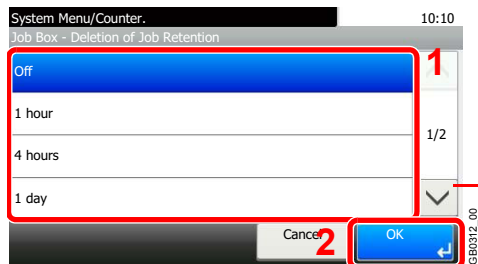 System Menu/Counter. 10:10
Job Box - Deletion of Job Retention
Off
1
1 hour
1/2
4 hours
1 day
Cancel 2 OK
GB0312_00